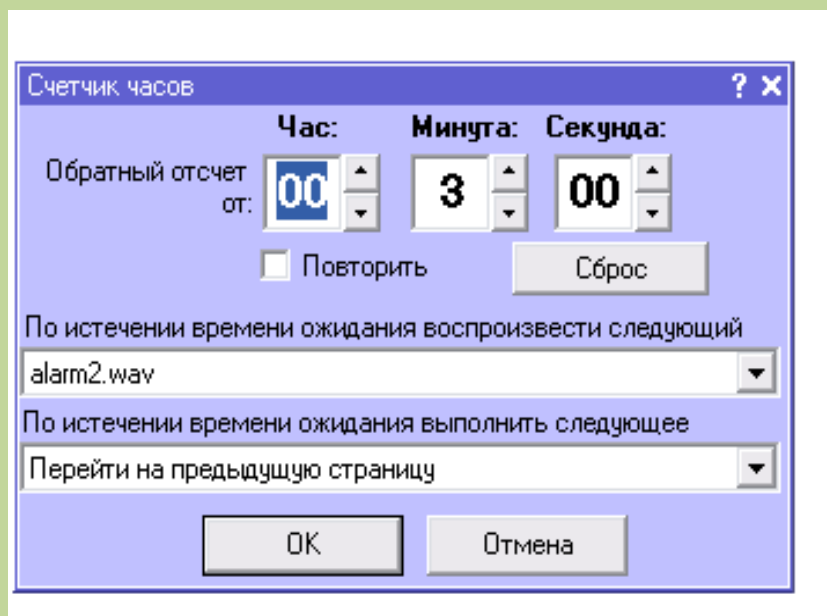 Счетчик часов
Час: Минута: Секунда:
Обратный отсчет
от: 00 3 00
Повторить Сброс
По истечении времени ожидания воспроизвести следующий
alarm2.wav
По истечении времени ожидания выполнить следующее
Перейти на предыдущую страницу
OK Отмена